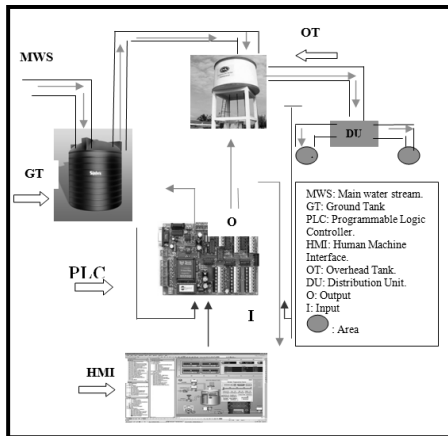 OT
MWS
DU
GT
MWS: Main water stream.
GT: Ground Tank
PLC: Programmable Logic
Controller.
HMI: Human Machine
Interface.
OT: Overhead Tank.
DU: Distribution Unit.
O: Output
I: Input
: Area
O
PLC
I
HMI